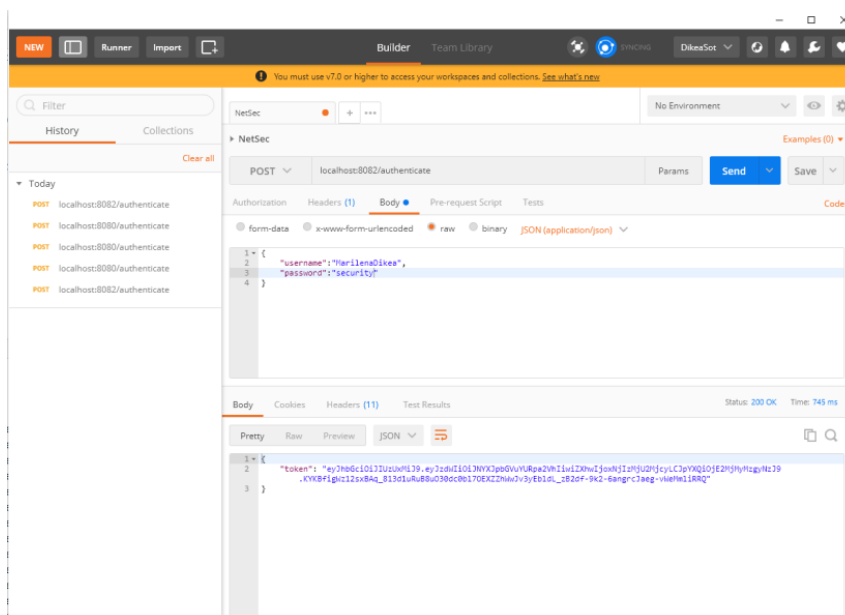 NEW Runner Import Builder Team Library SYNCING DikeaSot
You must use v7.0 or higher to access your workspaces and collections. See what's new
Filter
History Collections
Clear all
Today
POST localhost:8082/authenticate
POST localhost:8080/authenticate
POST localhost:8080/authenticate
POST localhost:8080/authenticate
POST localhost:8082/authenticate
NetSec + ••• No Environment
NetSec Examples (0)
POST localhost:8082/authenticate Params Send Save
Authorization Headers (1) Body Pre-request Script Tests Code
form-data x-www-form-urlencoded raw binary JSON (application/json)
1 {
2 "username":"MarilenaDikea",
3 "password":"security"
4 }
Body Cookies Headers (11) Test Results Status: 200 OK Time: 745 ms
Pretty Raw Preview JSON
1 {
2 "token":
3 }